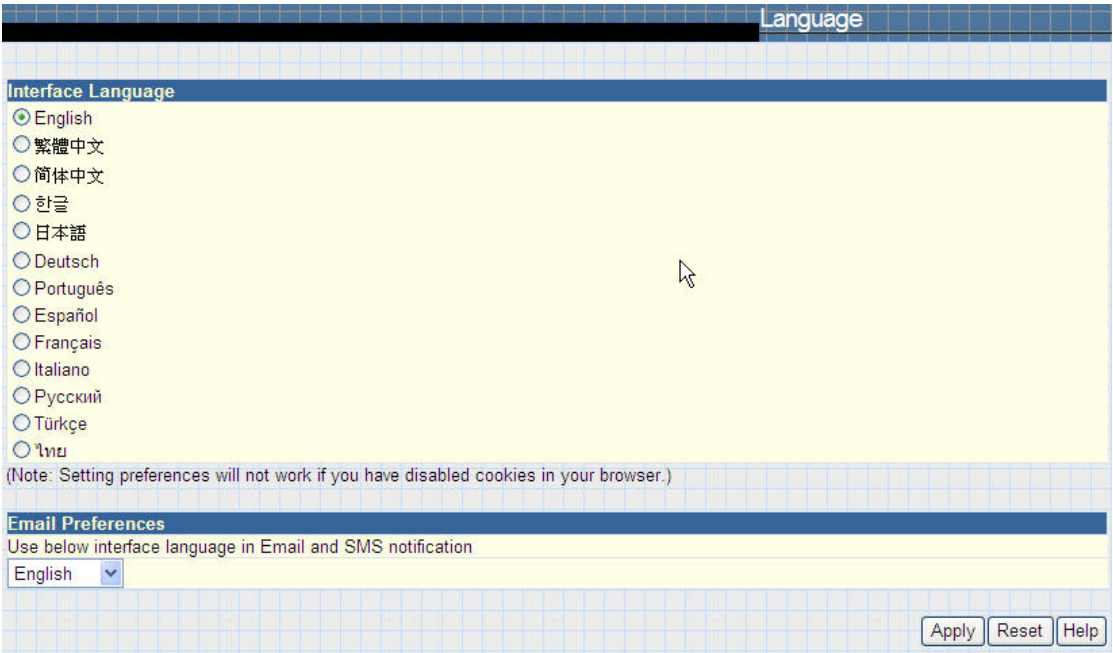 Language
Interface Language
English
繁體中文
简体中文
한글
日本語
Deutsch
Português
Español
Français
Italiano
Русский
Türkçe
ไทย
(Note: Setting preferences will not work if you have disabled cookies in your browser.)
Email Preferences
Use below interface language in Email and SMS notification
English
Apply Reset Help